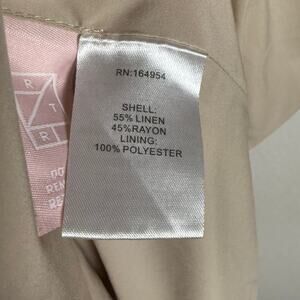 RN:164954
SHELL:
55% LINEN
45%RAYON
LINING:
100% POLYESTER
R
T
R